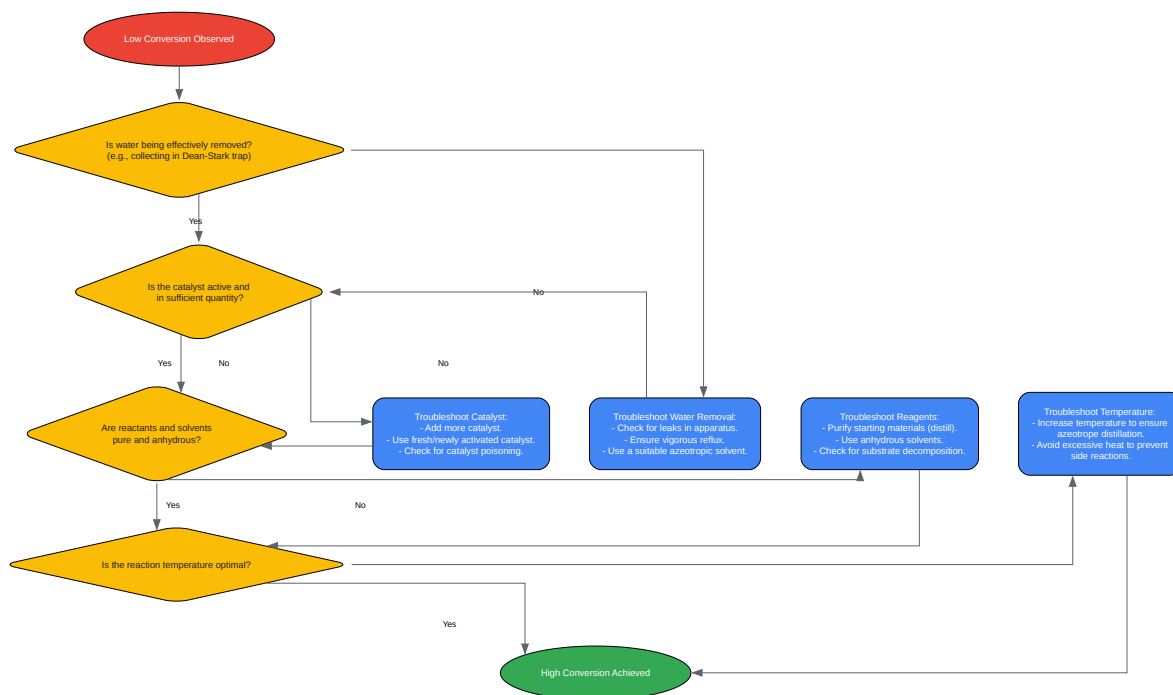 Low Conversion Observed
Is water being effectively removed?
(e.g., collecting in Dean-Stark trap)
Yes
Is the catalyst active and
in sufficient quantity?
No
Yes
No
No
Are reactants and solvents
pure and anhydrous?
Troubleshoot Catalyst:
- Add more catalyst.
- Use fresh/newly activated catalyst.
- Check for catalyst poisoning.
Troubleshoot Water Removal:
- Check for leaks in apparatus.
- Ensure vigorous reflux.
- Use a suitable azeotropic solvent.
Troubleshoot Reagents:
- Purify starting materials (distill).
- Use anhydrous solvents.
- Check for substrate decomposition.
Troubleshoot Temperature:
- Increase temperature to ensure
azeotrope distillation.
- Avoid excessive heat to prevent
side reactions.
Yes
No
Is the reaction temperature optimal?
Yes
High Conversion Achieved